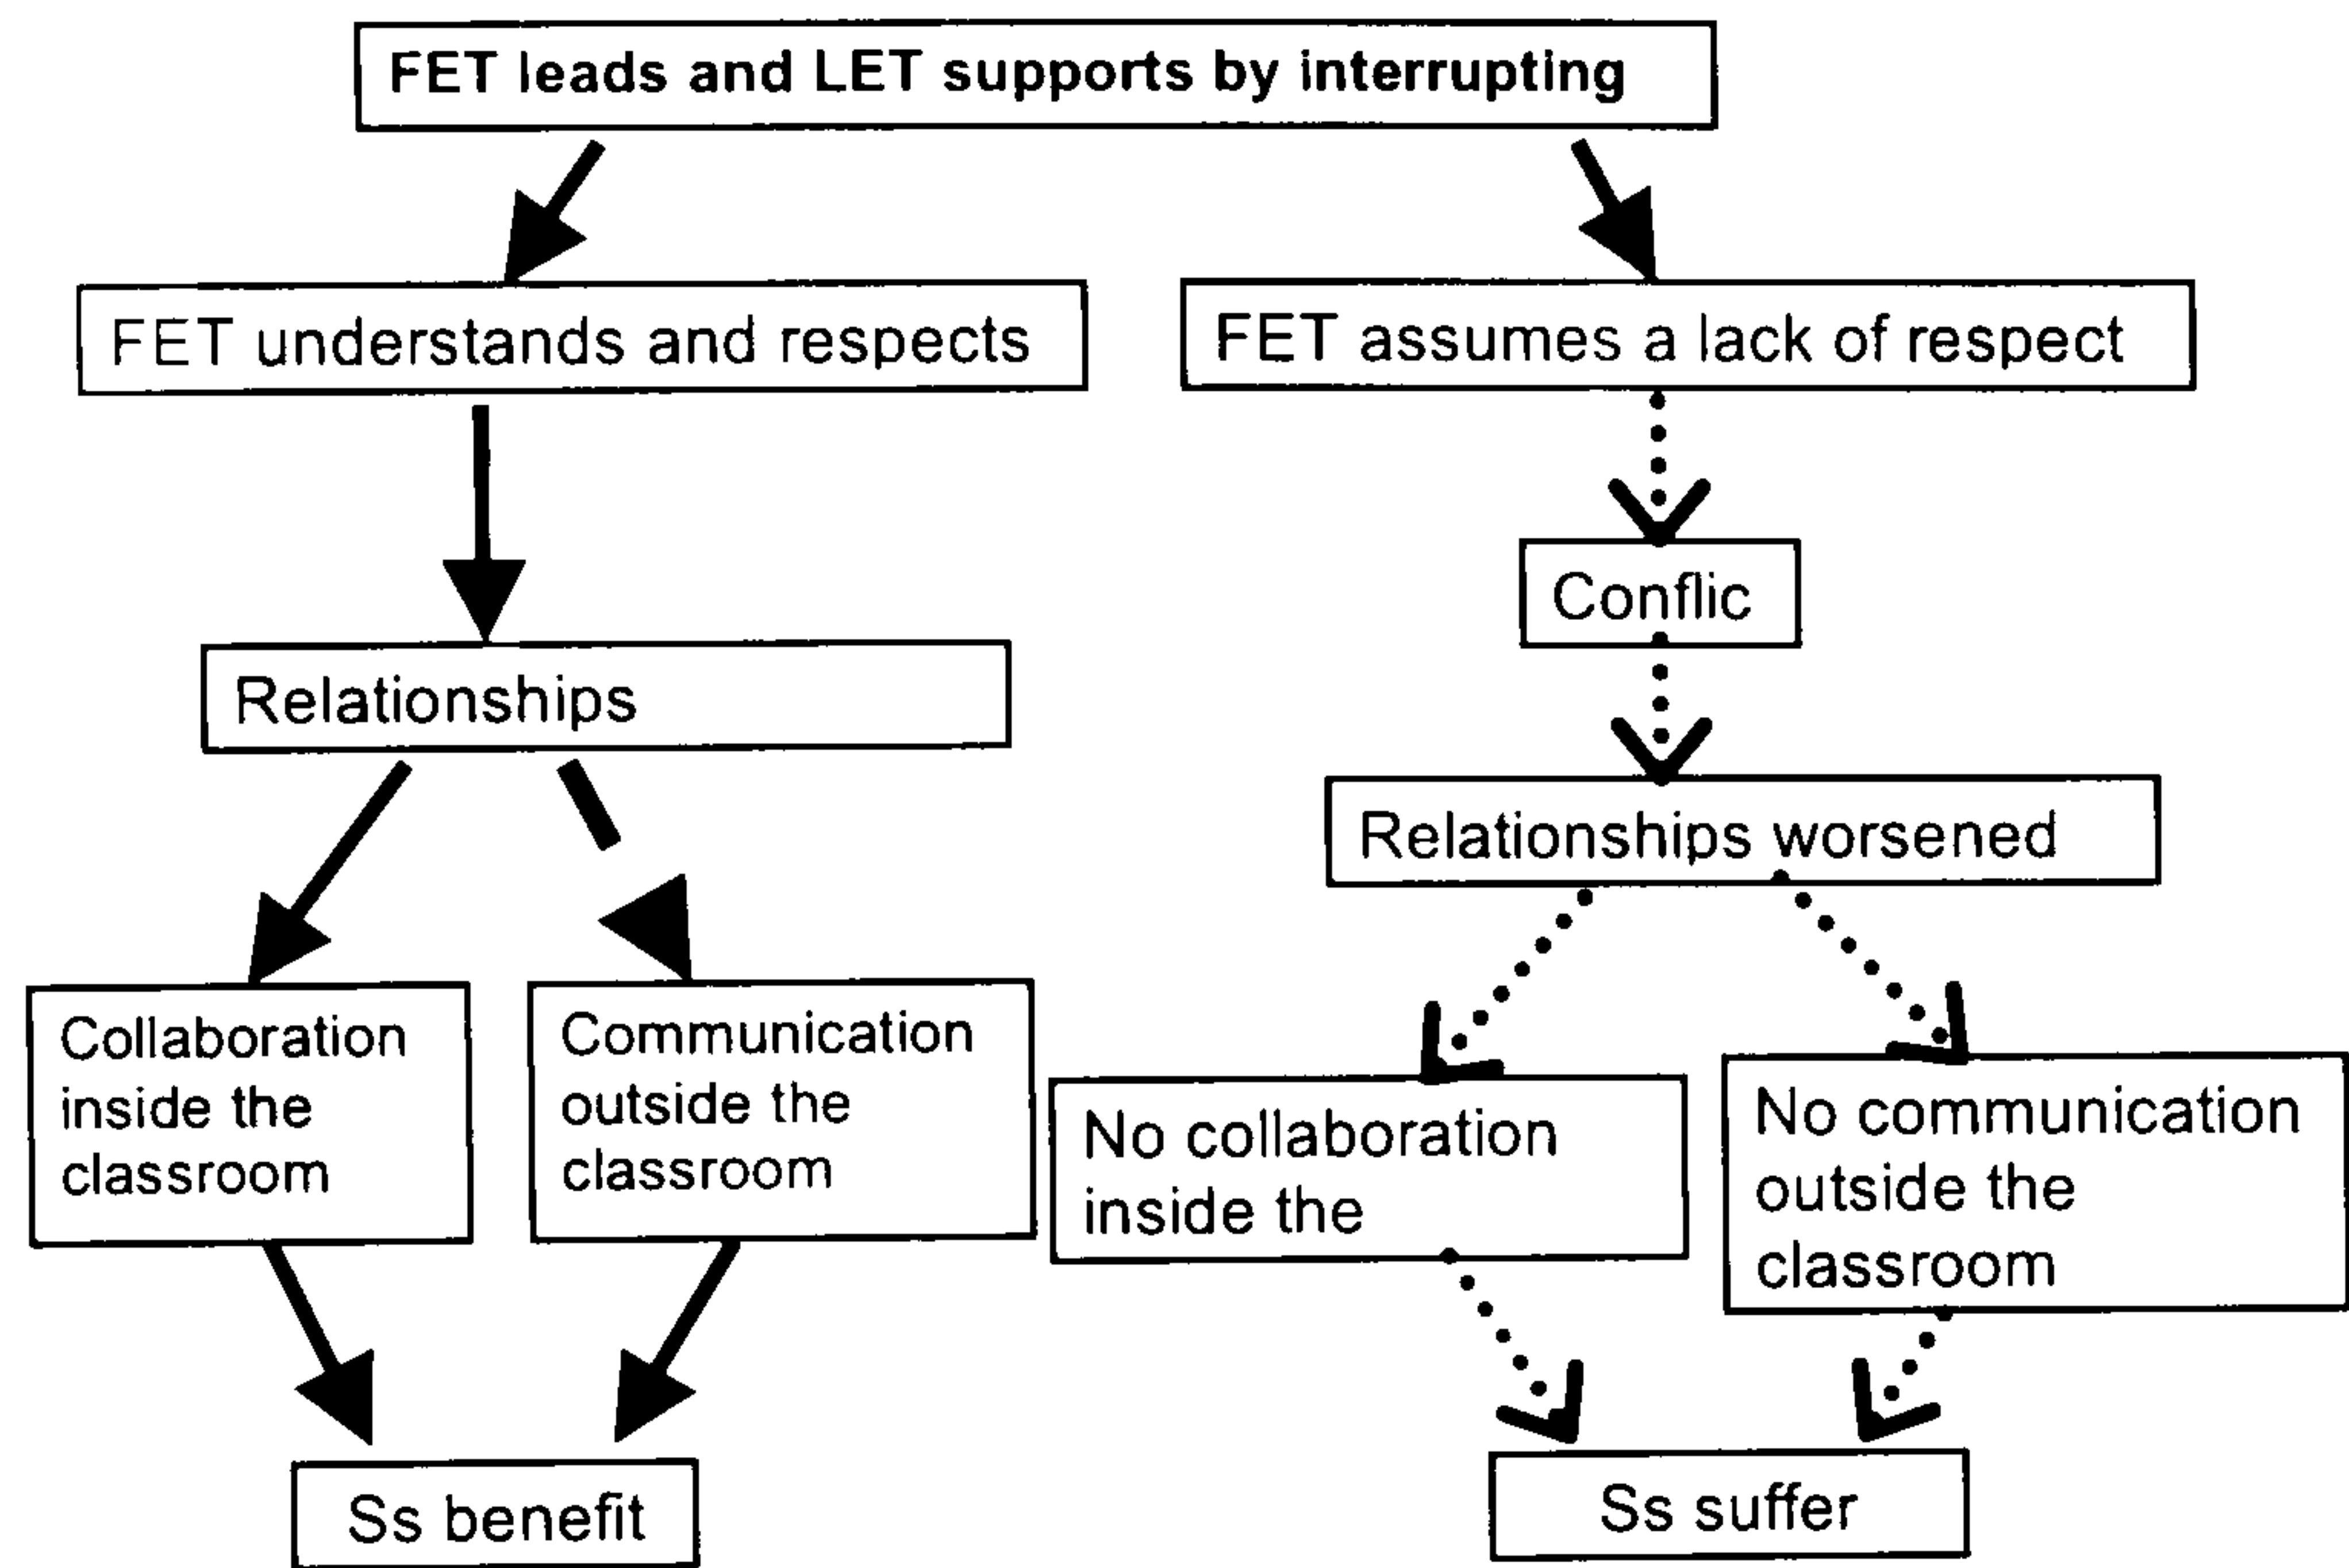 FET leads and LET supports by interrupting
FET understands and respects
FET assumes a lack of respect
Conflic
Relationships
Relationships worsened
Collaboration
inside the
classroom
Communication
outside the
classroom
No collaboration
inside the
No communication
outside the
classroom
Ss benefit
Ss suffer